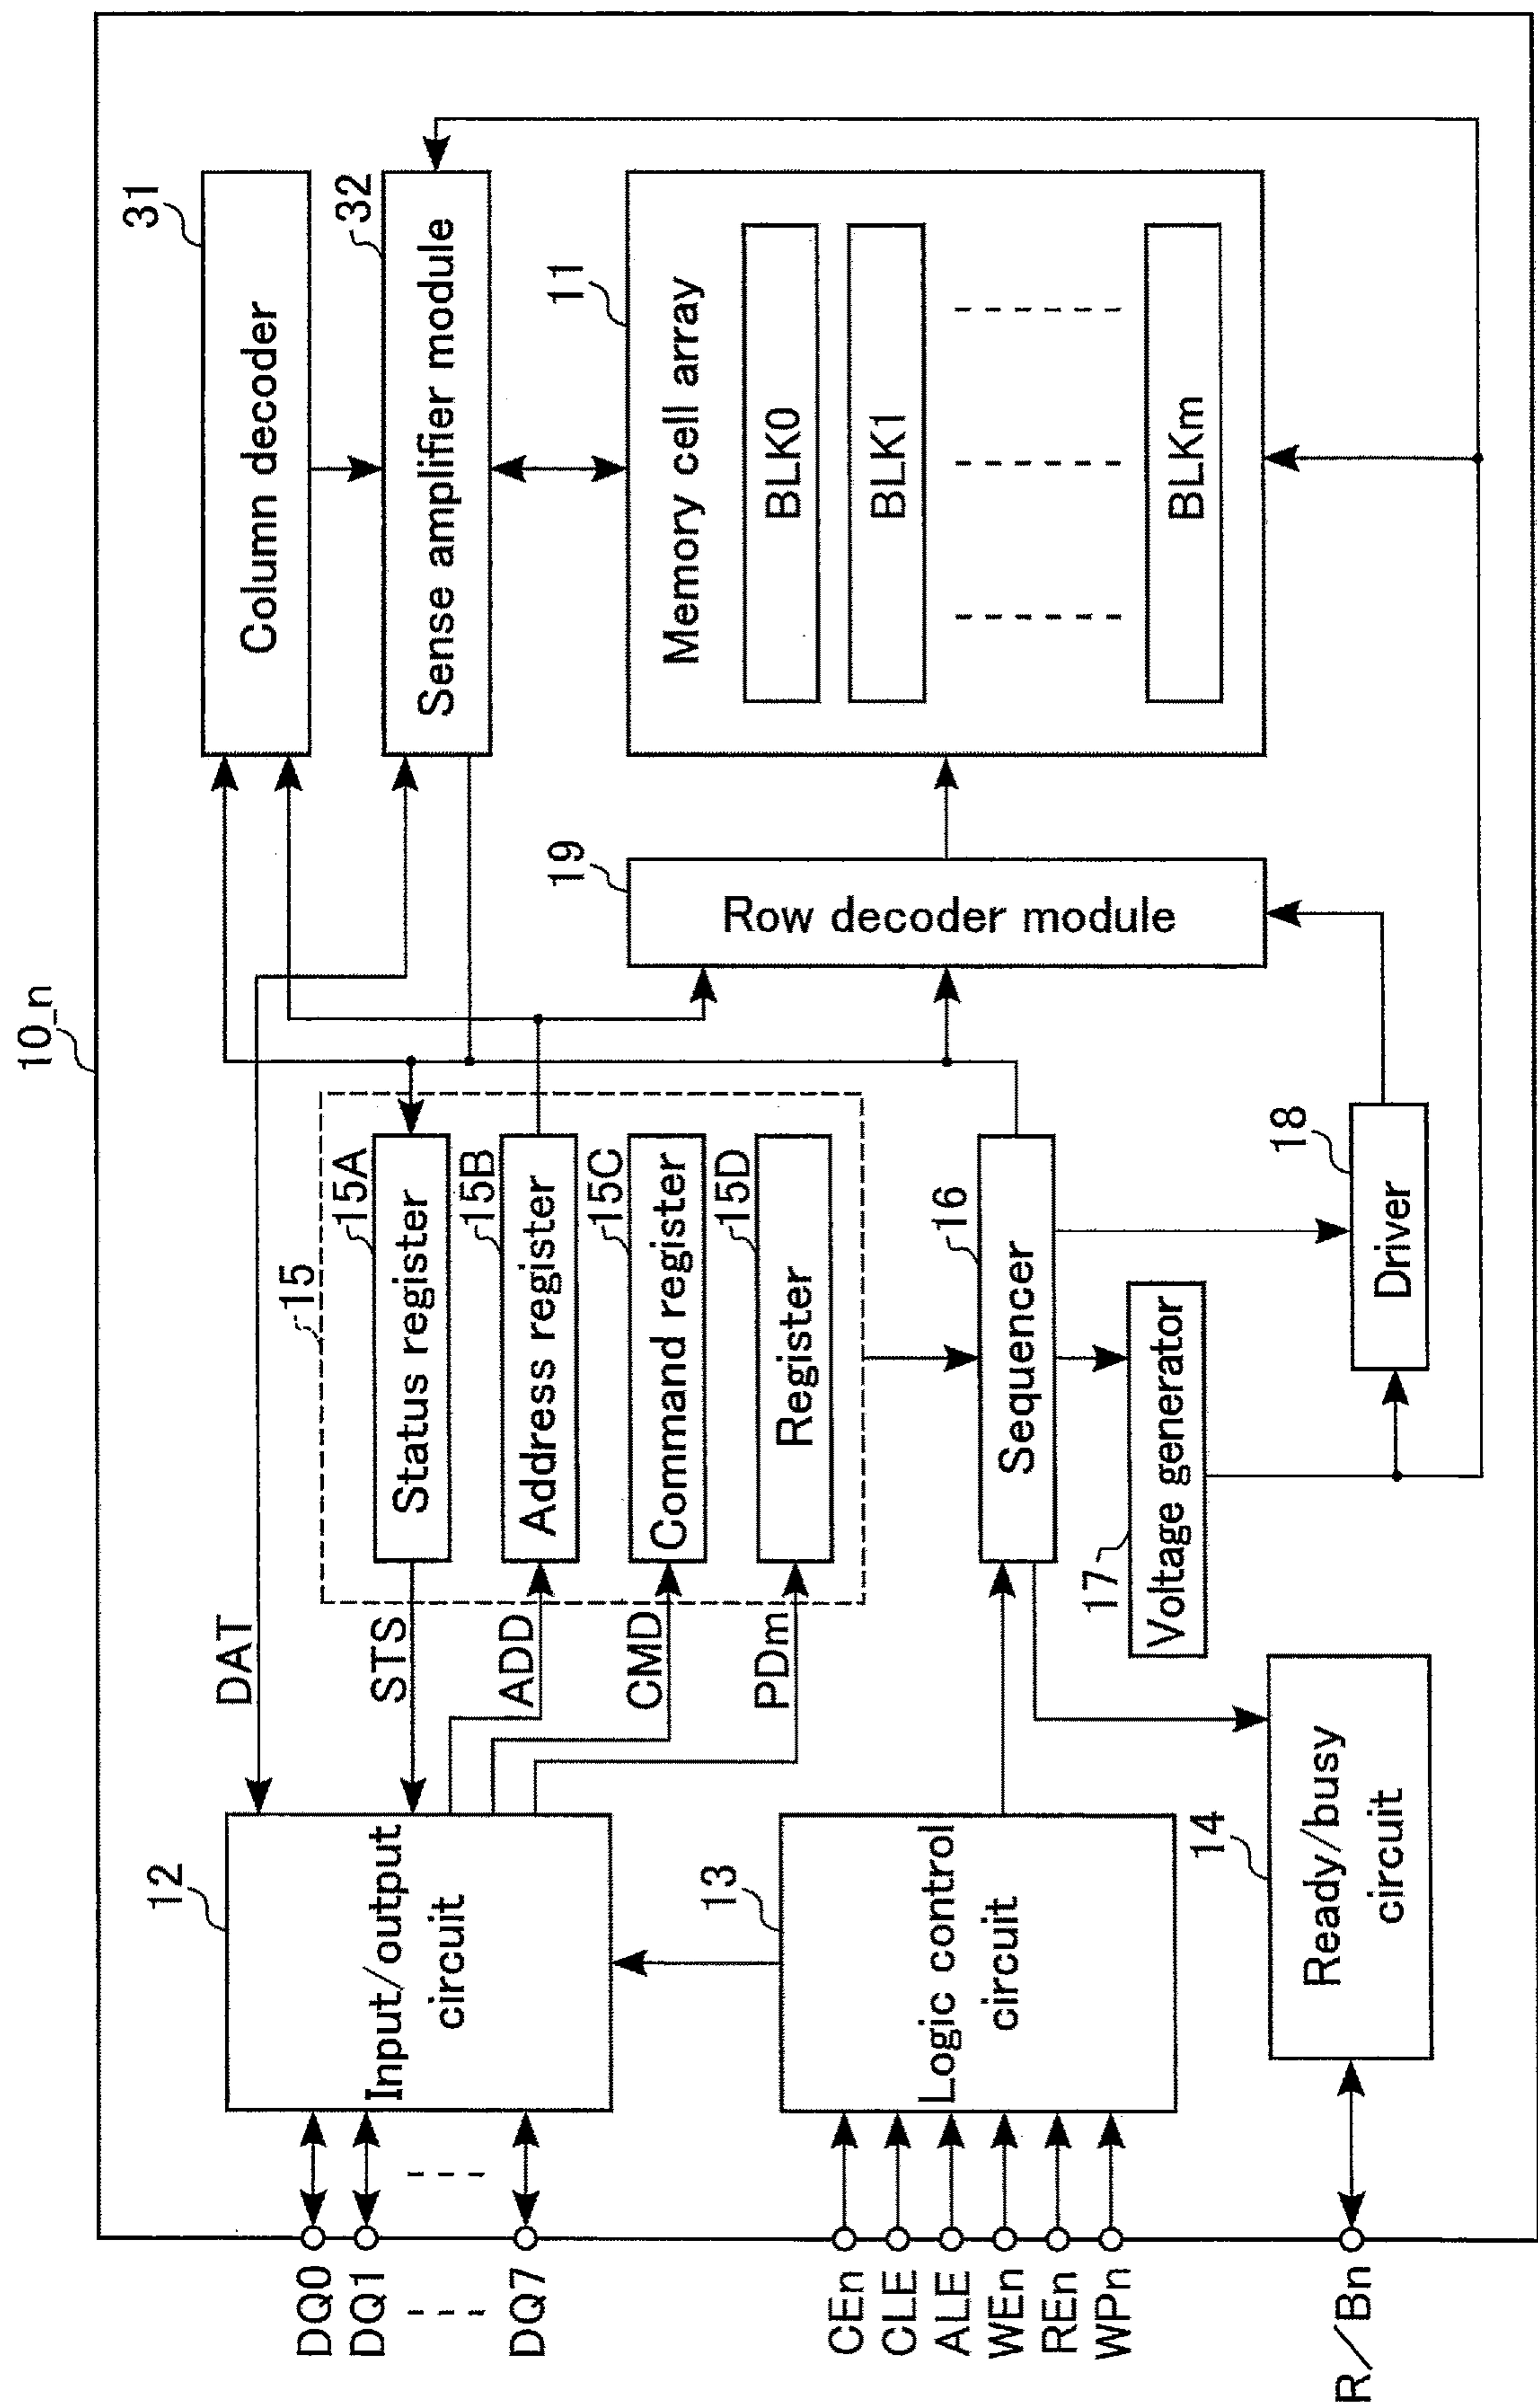 10_n
DQ0
DQ1
DQ7
CEn
CLE
ALE
WEn
REn
WPn
R/Bn
12
Input/output
circuit
13
Logic control
circuit
14
Ready/busy
circuit
DAT
STS
ADD
CMD
PDm
15
15A
Status register
15B
Address register
15C
Command register
15D
Register
16
Sequencer
17
Voltage generator
18
Driver
19
Row decoder module
31
Column decoder
32
Sense amplifier module
11
Memory cell array
BLK0
BLK1
BLKm